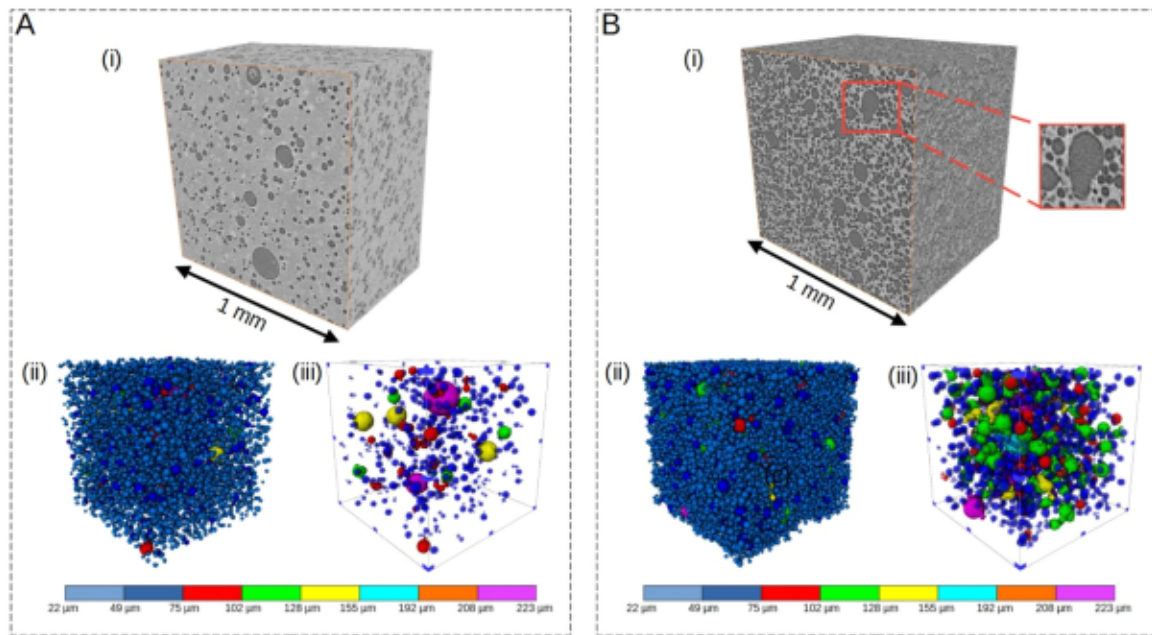 A
(i)
1 mm
(ii)
(iii)
22 µm 49 µm 75 µm 102 µm 128 µm 155 µm 192 µm 208 µm 223 µm
B
(i)
1 mm
(ii)
(iii)
22 µm 49 µm 75 µm 102 µm 128 µm 155 µm 192 µm 208 µm 223 µm